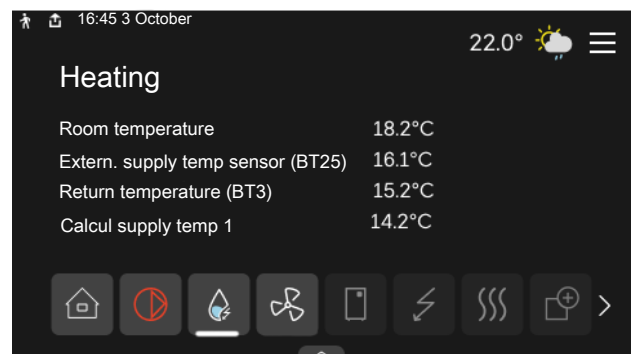 16:45 3 October
22.0°
Heating
Room temperature 18.2°C
Extern. supply temp sensor (BT25) 16.1°C
Return temperature (BT3) 15.2°C
Calcul supply temp 1 14.2°C